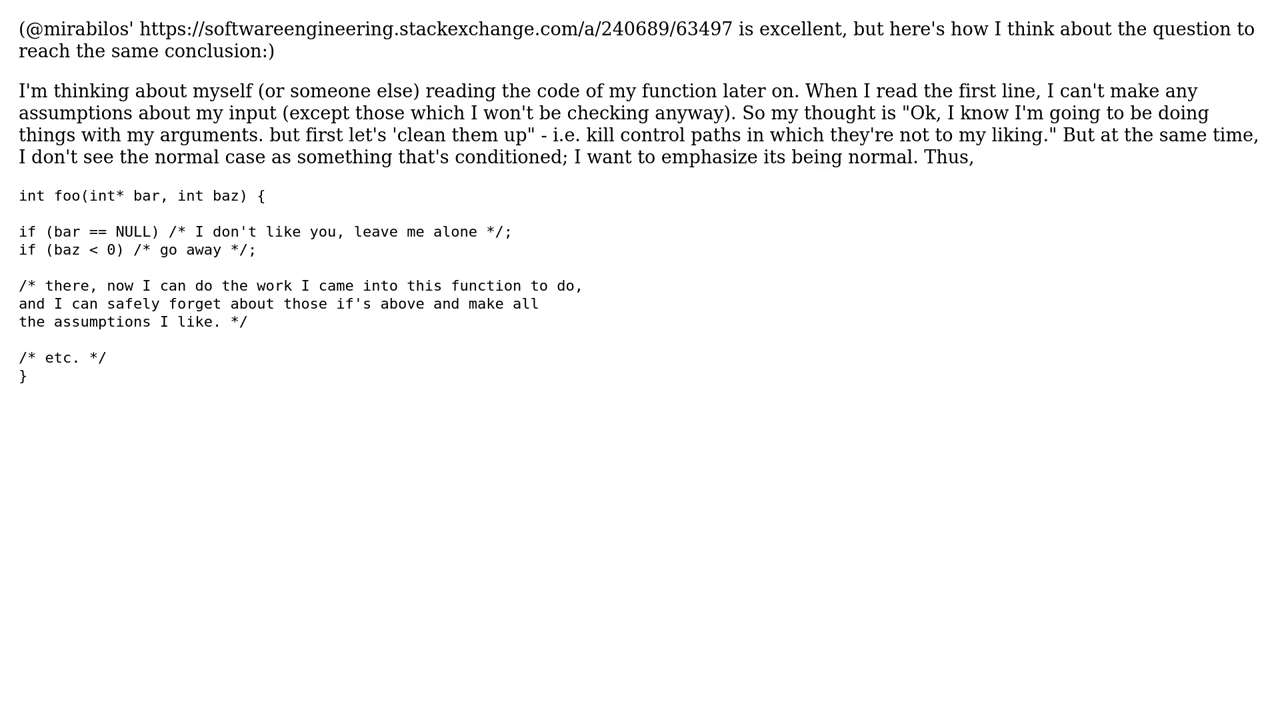 (@mirabilos' https://softwareengineering.stackexchange.com/a/240689/63497 is excellent, but here's how I think about the question to
reach the same conclusion:)
I'm thinking about myself (or someone else) reading the code of my function later on. When I read the first line, I can't make any
assumptions about my input (except those which I won't be checking anyway). So my thought is "Ok, I know I'm going to be doing
things with my arguments. but first let's 'clean them up" - i.e. kill control paths in which they're not to my liking." But at the same time,
I don't see the normal case as something that's conditioned; I want to emphasize its being normal. Thus,
int foo(int* bar, int baz) {
if (bar == NULL) /* I don't like you, leave me alone */;
if (baz < 0) /* go away */;
/* there, now I can do the work I came into this function to do,
and I can safely forget about those if's above and make all
the assumptions I like. */
/* etc. */
}